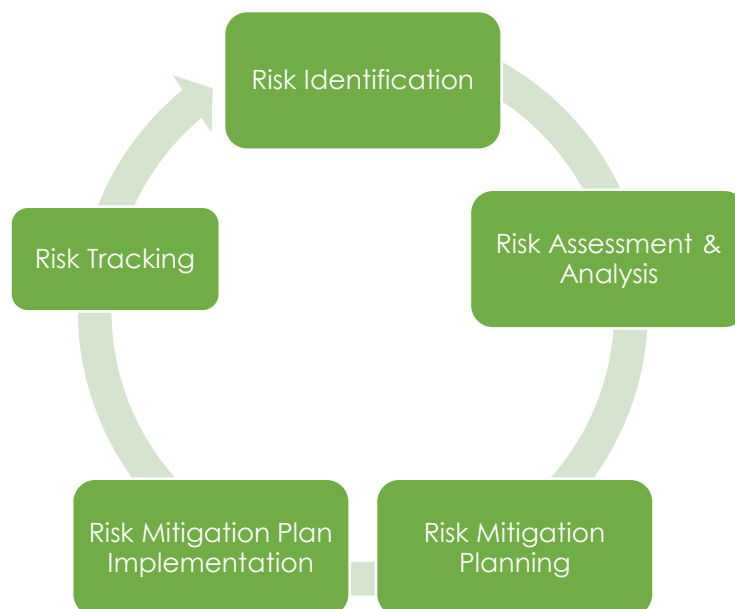 Risk Identification
Risk Assessment &
Analysis
Risk Mitigation
Planning
Risk Mitigation Plan
Implementation
Risk Tracking